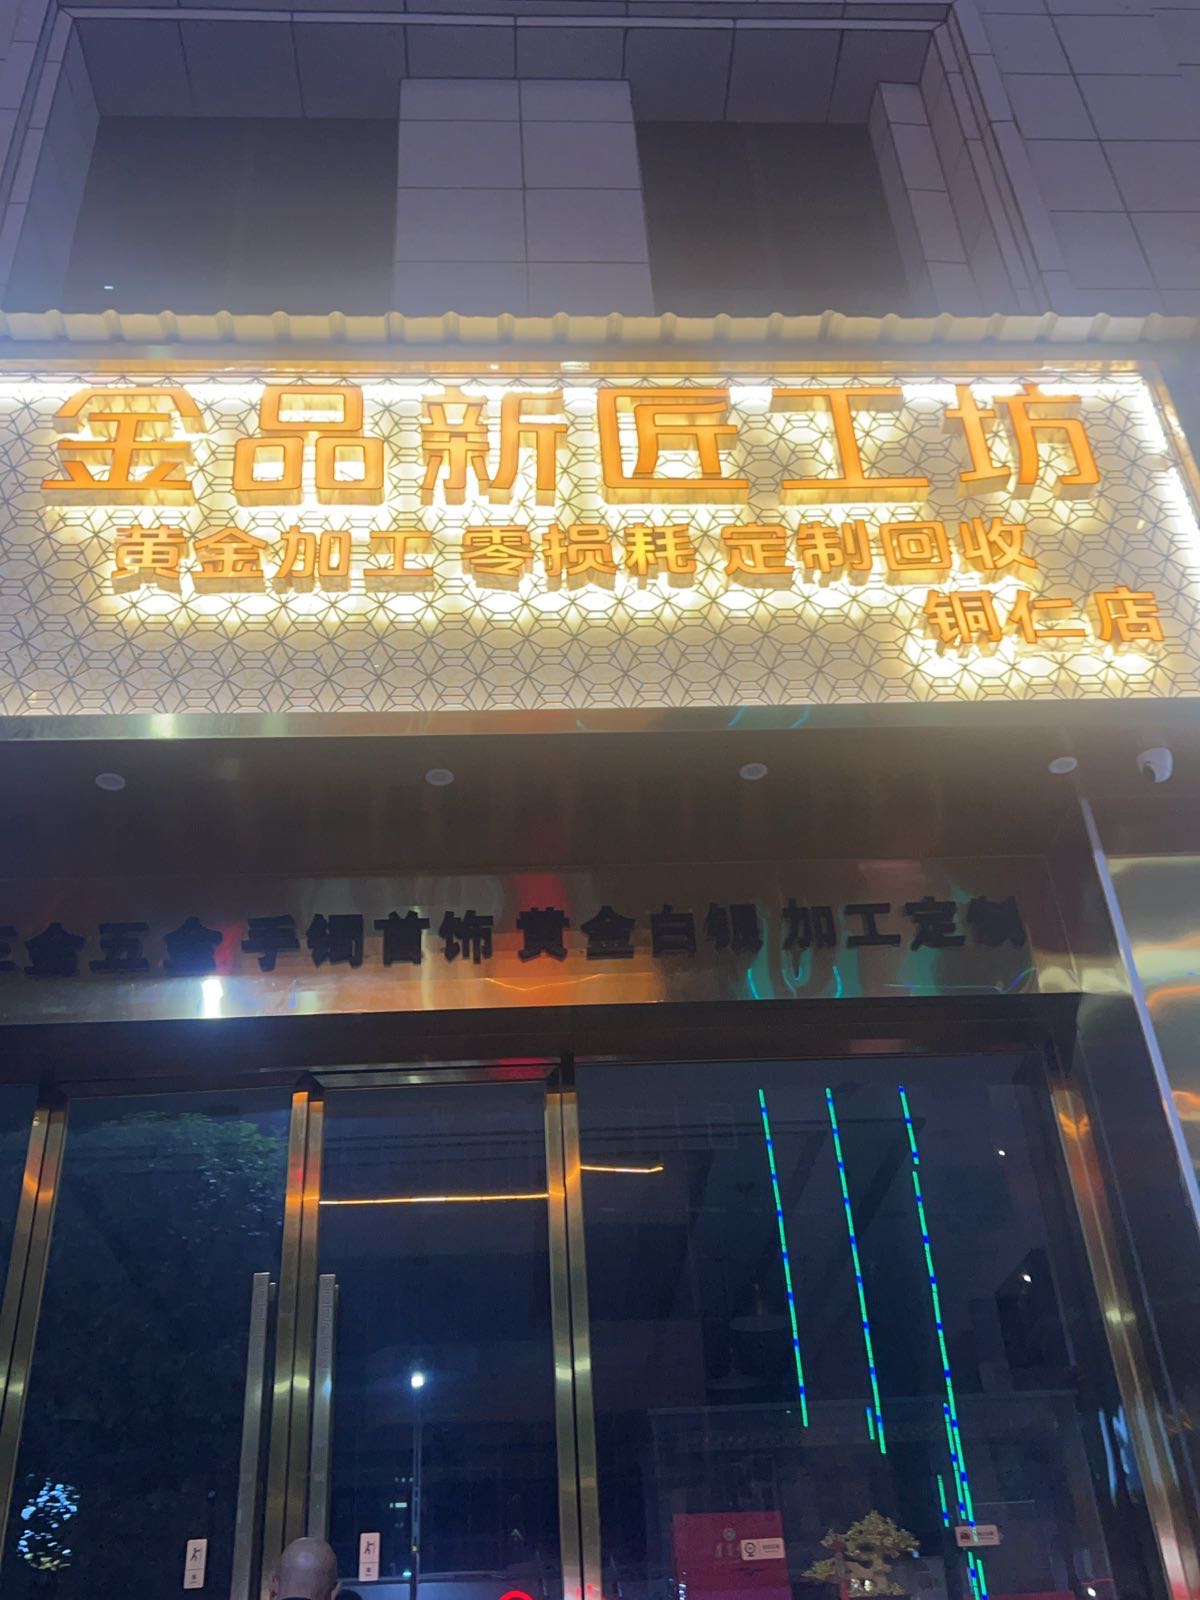 金品新匠工坊
黄金加工 零损耗 定制回收
铜仁店
金五金 手镯首饰 黄金白银 加工定制